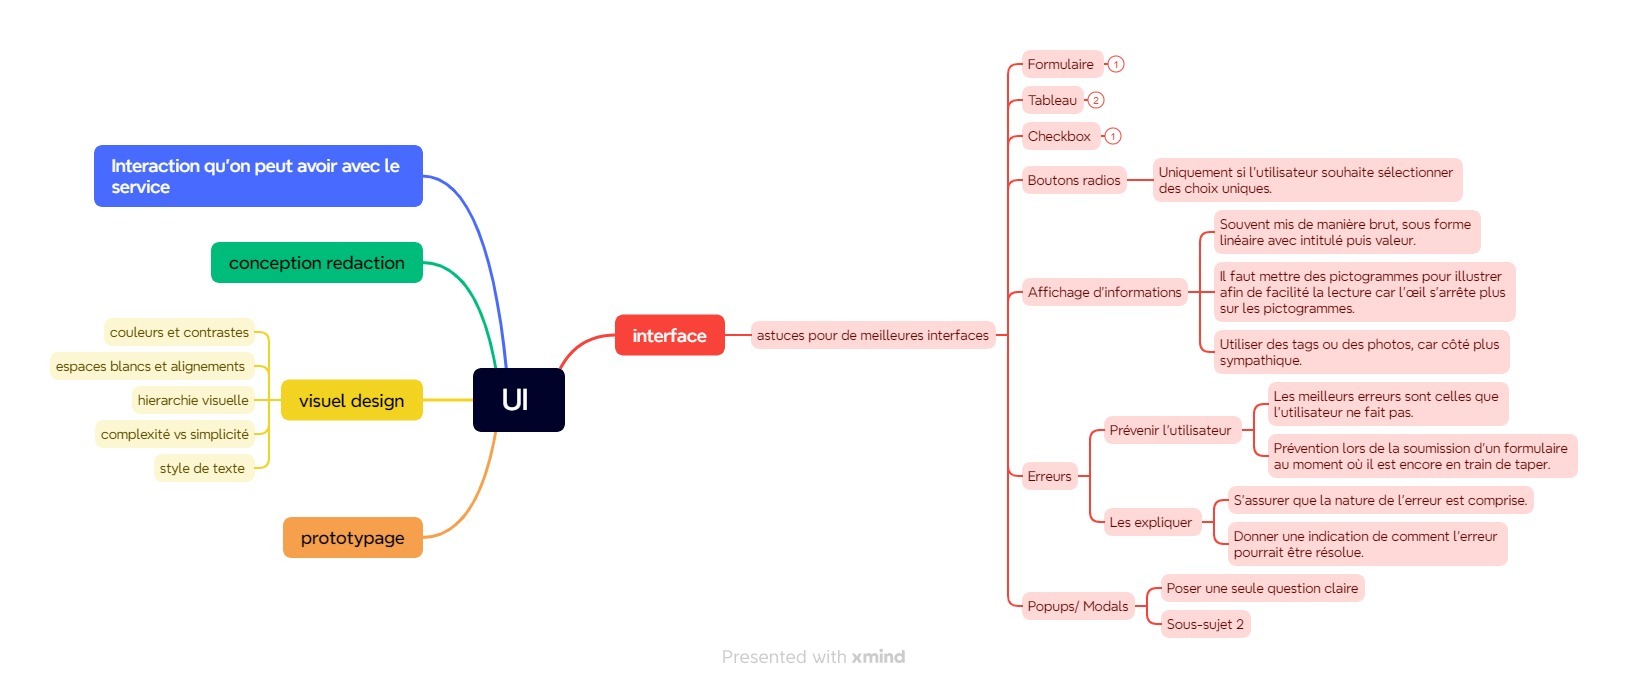 Interaction qu'on peut avoir avec le
service
conception redaction
couleurs et contrastes
espaces blancs et alignements
hierarchie visuelle
complexité vs simplicité
style de texte
visuel design
prototypage
UI
interface
astuces pour de meilleures interfaces
Formulaire
1
Tableau
2
Checkbox
1
Boutons radios
Uniquement si l'utilisateur souhaite sélectionner
des choix uniques.
Affichage d'informations
Souvent mis de manière brut, sous forme
linéaire avec intitulé puis valeur.
Il faut mettre des pictogrammes pour illustrer
afin de facilité la lecture car l'œil s'arrête plus
sur les pictogrammes.
Utiliser des tags ou des photos, car côté plus
sympathique.
Erreurs
Prévenir l'utilisateur
Les meilleurs erreurs sont celles que
l'utilisateur ne fait pas.
Prévention lors de la soumission d'un formulaire
au moment où il est encore en train de taper.
Les expliquer
S'assurer que la nature de l'erreur est comprise.
Donner une indication de comment l'erreur
pourrait être résolue.
Popups/ Modals
Poser une seule question claire
Sous-sujet 2
Presented with xmind